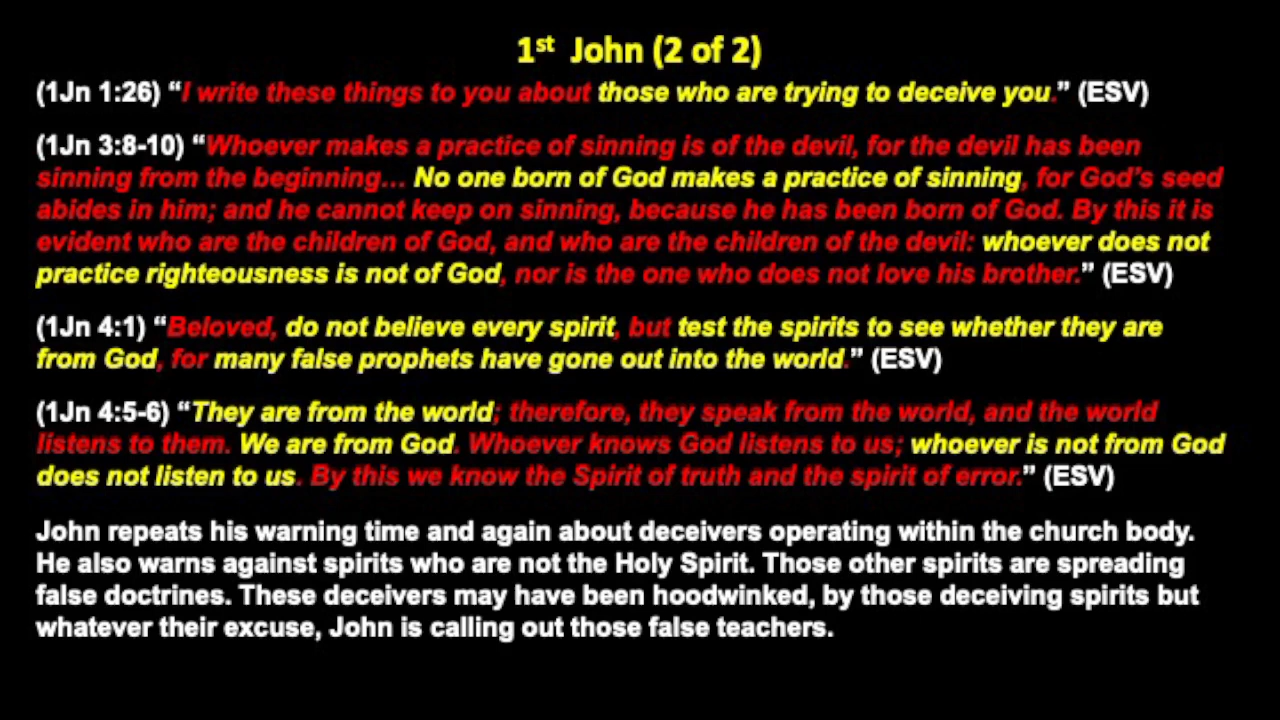 1st John (2 of 2)
(1Jn 1:26) “I write these things to you about those who are trying to deceive you.” (ESV)
(1Jn 3:8-10) “Whoever makes a practice of sinning is of the devil, for the devil has been
sinning from the beginning... No one born of God makes a practice of sinning, for God’s seed
abides in him; and he cannot keep on sinning, because he has been born of God. By this it is
evident who are the children of God, and who are the children of the devil: whoever does not
practice righteousness is not of God, nor is the one who does not love his brother.” (ESV)
(1Jn 4:1) “Beloved, do not believe every spirit, but test the spirits to see whether they are
from God, for many false prophets have gone out into the world.” (ESV)
(1Jn 4:5-6) “They are from the world; therefore, they speak from the world, and the world
listens to them. We are from God. Whoever knows God listens to us; whoever is not from God
does not listen to us. By this we know the Spirit of truth and the spirit of error.” (ESV)
John repeats his warning time and again about deceivers operating within the church body.
He also warns against spirits who are not the Holy Spirit. Those other spirits are spreading
false doctrines. These deceivers may have been hoodwinked, by those deceiving spirits but
whatever their excuse, John is calling out those false teachers.